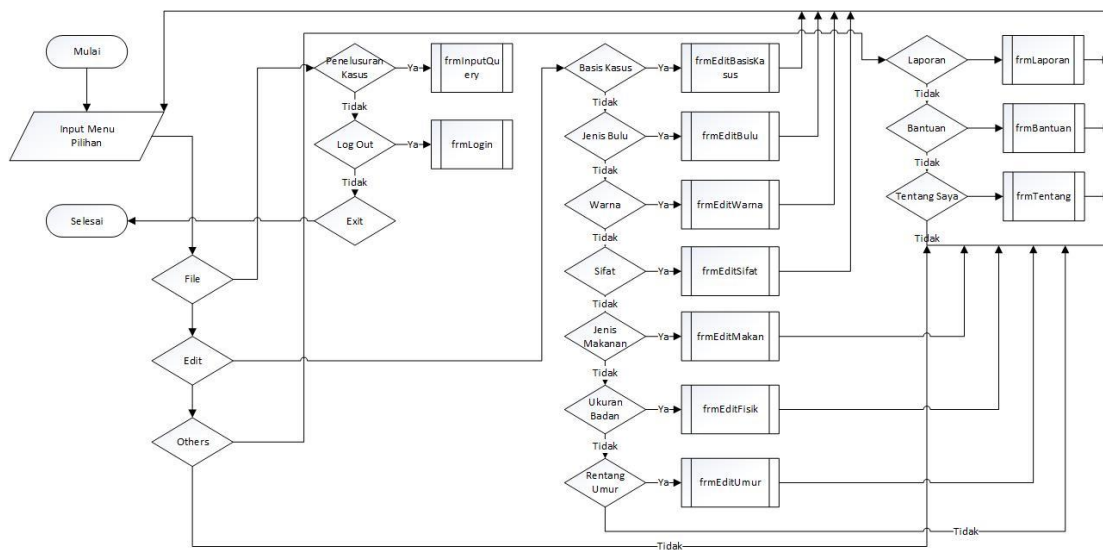 Mulai
Input Menu
Pilihan
Selesai
File
Edit
Others
Penelusuran
Kasus
Ya
frmInputQu
ery
Tidak
Log Out
Ya
frmLogin
Tidak
Exit
Basis Kasus
Ya
frmEditBasisKa
sus
Tidak
Jenis Bulu
Ya
frmEditBulu
Tidak
Warna
Ya
frmEditWarna
Tidak
Sifat
Ya
frmEditSifat
Tidak
Jenis
Makanan
Ya
frmEditMakan
Tidak
Ukuran
Badan
Ya
frmEditFisik
Tidak
Rentang
Umur
Ya
frmEditUmur
Tidak
Laporan
Ya
frmLaporan
Tidak
Bantuan
Ya
frmBantuan
Tidak
Tentang Saya
Ya
frmTentang
Tidak
Tidak